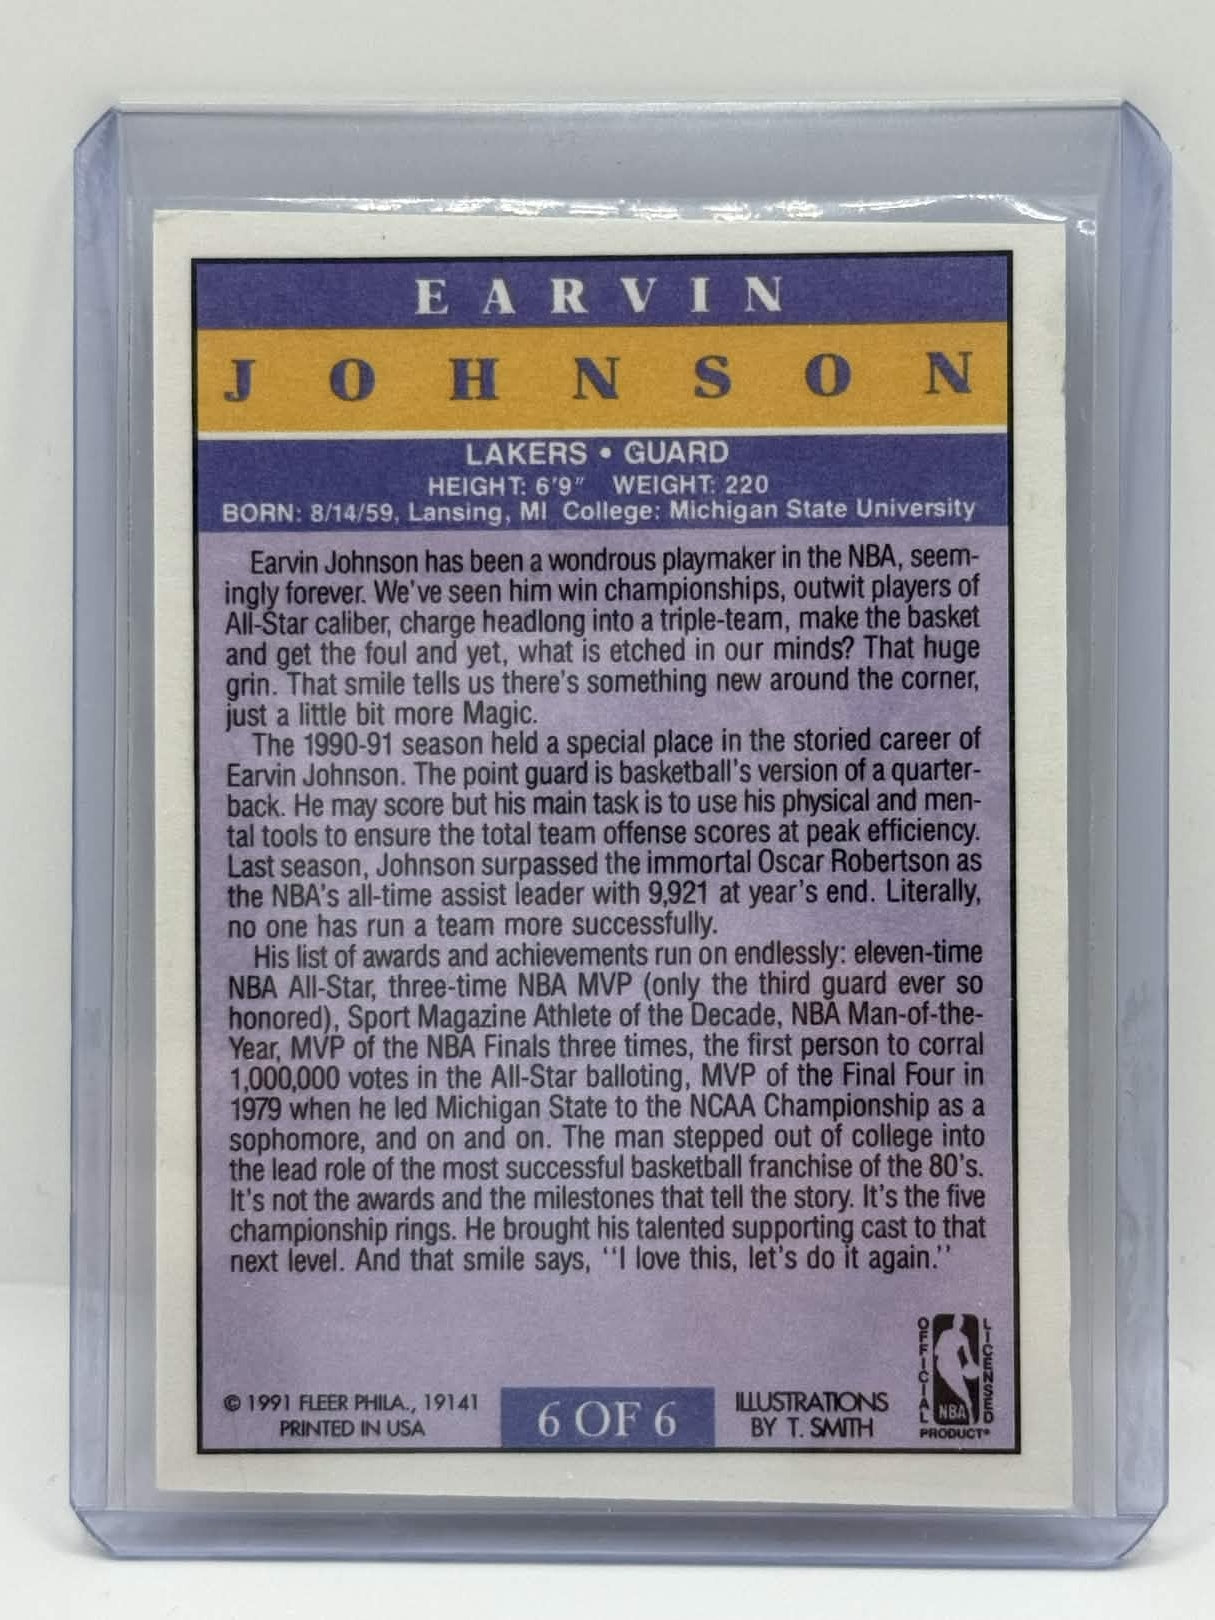 EARVIN
JOHNSON
LAKERS • GUARD
HEIGHT: 6'9" WEIGHT: 220
BORN: 8/14/59, Lansing, MI College: Michigan State University
Earvin Johnson has been a wondrous playmaker in the NBA, seem-
ingly forever. We've seen him win championships, outwit players of
All-Star caliber, charge headlong into a triple-team, make the basket
and get the foul and yet, what is etched in our minds? That huge
grin. That smile tells us there's something new around the corner,
just a little bit more Magic.
The 1990-91 season held a special place in the storied career of
Earvin Johnson. The point guard is basketball's version of a quarter-
back. He may score but his main task is to use his physical and men-
tal tools to ensure the total team offense scores at peak efficiency.
Last season, Johnson surpassed the immortal Oscar Robertson as
the NBA's all-time assist leader with 9,921 at year's end. Literally,
no one has run a team more successfully.
His list of awards and achievements run on endlessly: eleven-time
NBA All-Star, three-time NBA MVP (only the third guard ever so
honored), Sport Magazine Athlete of the Decade, NBA Man-of-the-
Year, MVP of the NBA Finals three times, the first person to corral
1,000,000 votes in the All-Star balloting, MVP of the Final Four in
1979 when he led Michigan State to the NCAA Championship as a
sophomore, and on and on. The man stepped out of college into
the lead role of the most successful basketball franchise of the 80's.
It's not the awards and the milestones that tell the story. It's the five
championship rings. He brought his talented supporting cast to that
next level. And that smile says, "I love this, let's do it again."
© 1991 FLEER PHILA., 19141
PRINTED IN USA
6 OF 6
ILLUSTRATIONS
BY T. SMITH
OFFICIAL
LICENSED
NBA
PRODUCT®